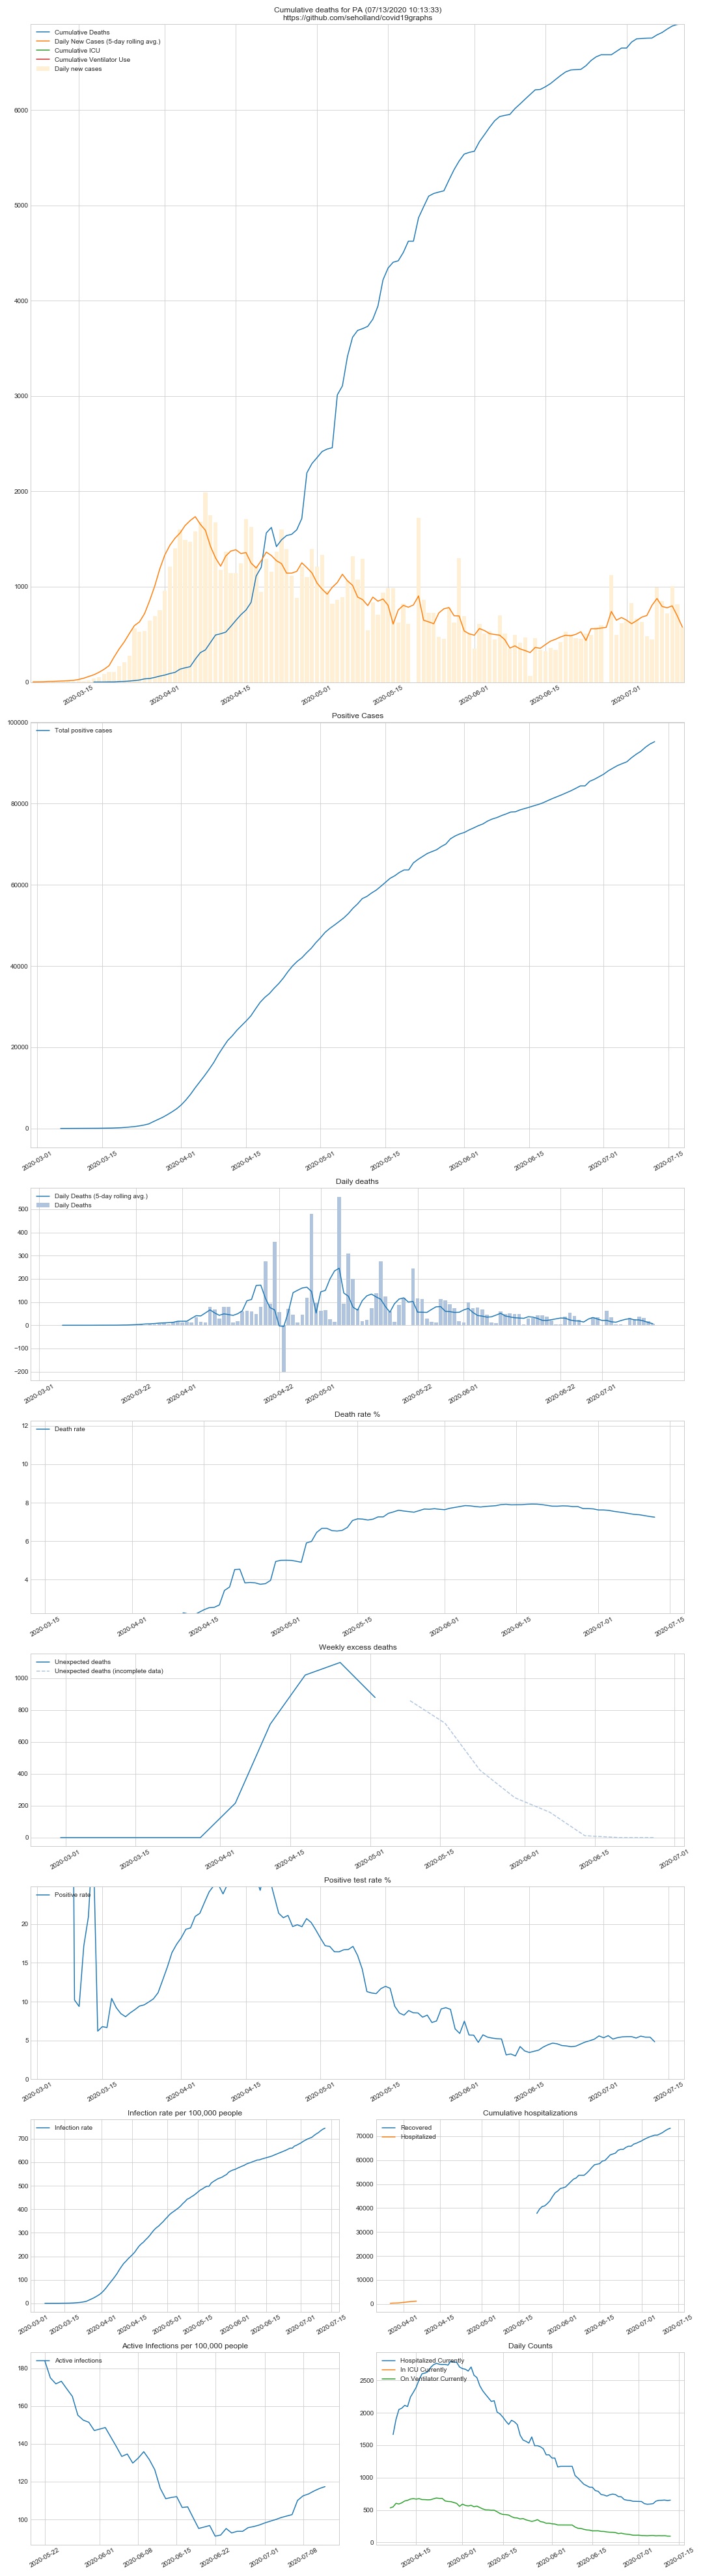 Cumulative deaths for PA (07/13/2020 10:13:33)
https://github.com/seholland/covid19graphs
Cumulative Deaths
Daily New Cases (5-day rolling avg.)
Cumulative ICU
Cumulative Ventilator Use
Daily new cases
6000
5000
4000
3000
2000
1000
0
2020-03-15 2020-04-01 2020-04-15 2020-05-01 2020-05-15 2020-06-01 2020-06-15 2020-07-01
Positive Cases
Total positive cases
100000
80000
60000
40000
20000
0
2020-03-01 2020-03-15 2020-04-01 2020-04-15 2020-05-01 2020-05-15 2020-06-01 2020-06-15 2020-07-01 2020-07-15
Daily deaths
Daily Deaths (5-day rolling avg.)
Daily Deaths
500
400
300
200
100
0
−100
−200
2020-03-01 2020-03-22 2020-04-01 2020-04-22 2020-05-01 2020-05-22 2020-06-01 2020-06-22 2020-07-01
Death rate %
Death rate
12
10
8
6
4
2020-03-15 2020-04-01 2020-04-15 2020-05-01 2020-05-15 2020-06-01 2020-06-15 2020-07-01 2020-07-15
Weekly excess deaths
Unexpected deaths
Unexpected deaths (incomplete data)
1000
800
600
400
200
0
2020-03-01 2020-03-15 2020-04-01 2020-04-15 2020-05-01 2020-05-15 2020-06-01 2020-06-15 2020-07-01
Positive test rate %
Positive rate
20
15
10
5
0
2020-03-01 2020-03-15 2020-04-01 2020-04-15 2020-05-01 2020-05-15 2020-06-01 2020-06-15 2020-07-01 2020-07-15
Infection rate per 100,000 people
Infection rate
700
600
500
400
300
200
100
0
2020-03-01 2020-03-15 2020-04-01 2020-04-15 2020-05-01 2020-05-15 2020-06-01 2020-06-15 2020-07-01 2020-07-15
Cumulative hospitalizations
Recovered
Hospitalized
70000
60000
50000
40000
30000
20000
10000
0
2020-04-01 2020-04-15 2020-05-01 2020-05-15 2020-06-01 2020-06-15 2020-07-01 2020-07-15
Active Infections per 100,000 people
Active infections
180
160
140
120
100
2020-05-22 2020-06-01 2020-06-08 2020-06-15 2020-06-22 2020-07-01 2020-07-08
Daily Counts
Hospitalized Currently
In ICU Currently
On Ventilator Currently
2500
2000
1500
1000
500
0
2020-04-15 2020-05-01 2020-05-15 2020-06-01 2020-06-15 2020-07-01 2020-07-15